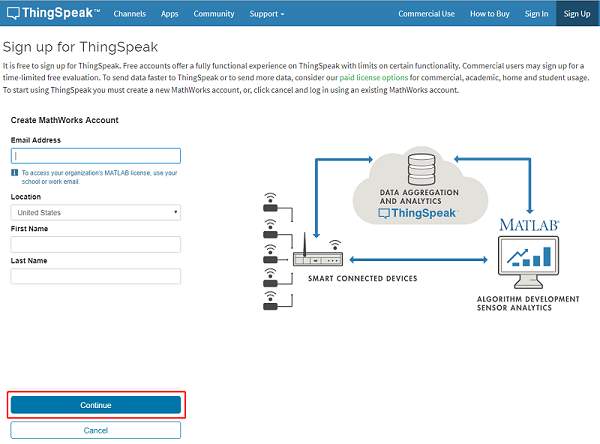 ThingSpeak™ Channels Apps Community Support Commercial Use How to Buy Sign In Sign Up
Sign up for ThingSpeak
It is free to sign up for ThingSpeak. Free accounts offer a fully functional experience on ThingSpeak with limits on certain functionality. Commercial users may sign up for a
time-limited free evaluation. To send data faster to ThingSpeak or to send more data, consider our paid license options for commercial, academic, home and student usage.
To start using ThingSpeak you must create a new MathWorks account, or, click cancel and log in using an existing MathWorks account.
Create MathWorks Account
Email Address
To access your organization's MATLAB license, use your
school or work email.
Location
United States
First Name
Last Name
Continue
Cancel
DATA AGGREGATION
AND ANALYTICS
ThingSpeak
SMART CONNECTED DEVICES
MATLAB®
ALGORITHM DEVELOPMENT
SENSOR ANALYTICS